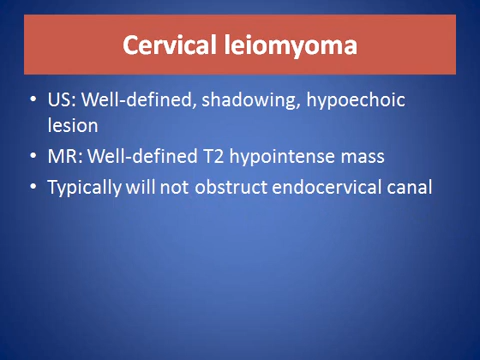 Cervical leiomyoma
• US: Well-defined, shadowing, hypoechoic
lesion
• MR: Well-defined T2 hypointense mass
• Typically will not obstruct endocervical canal